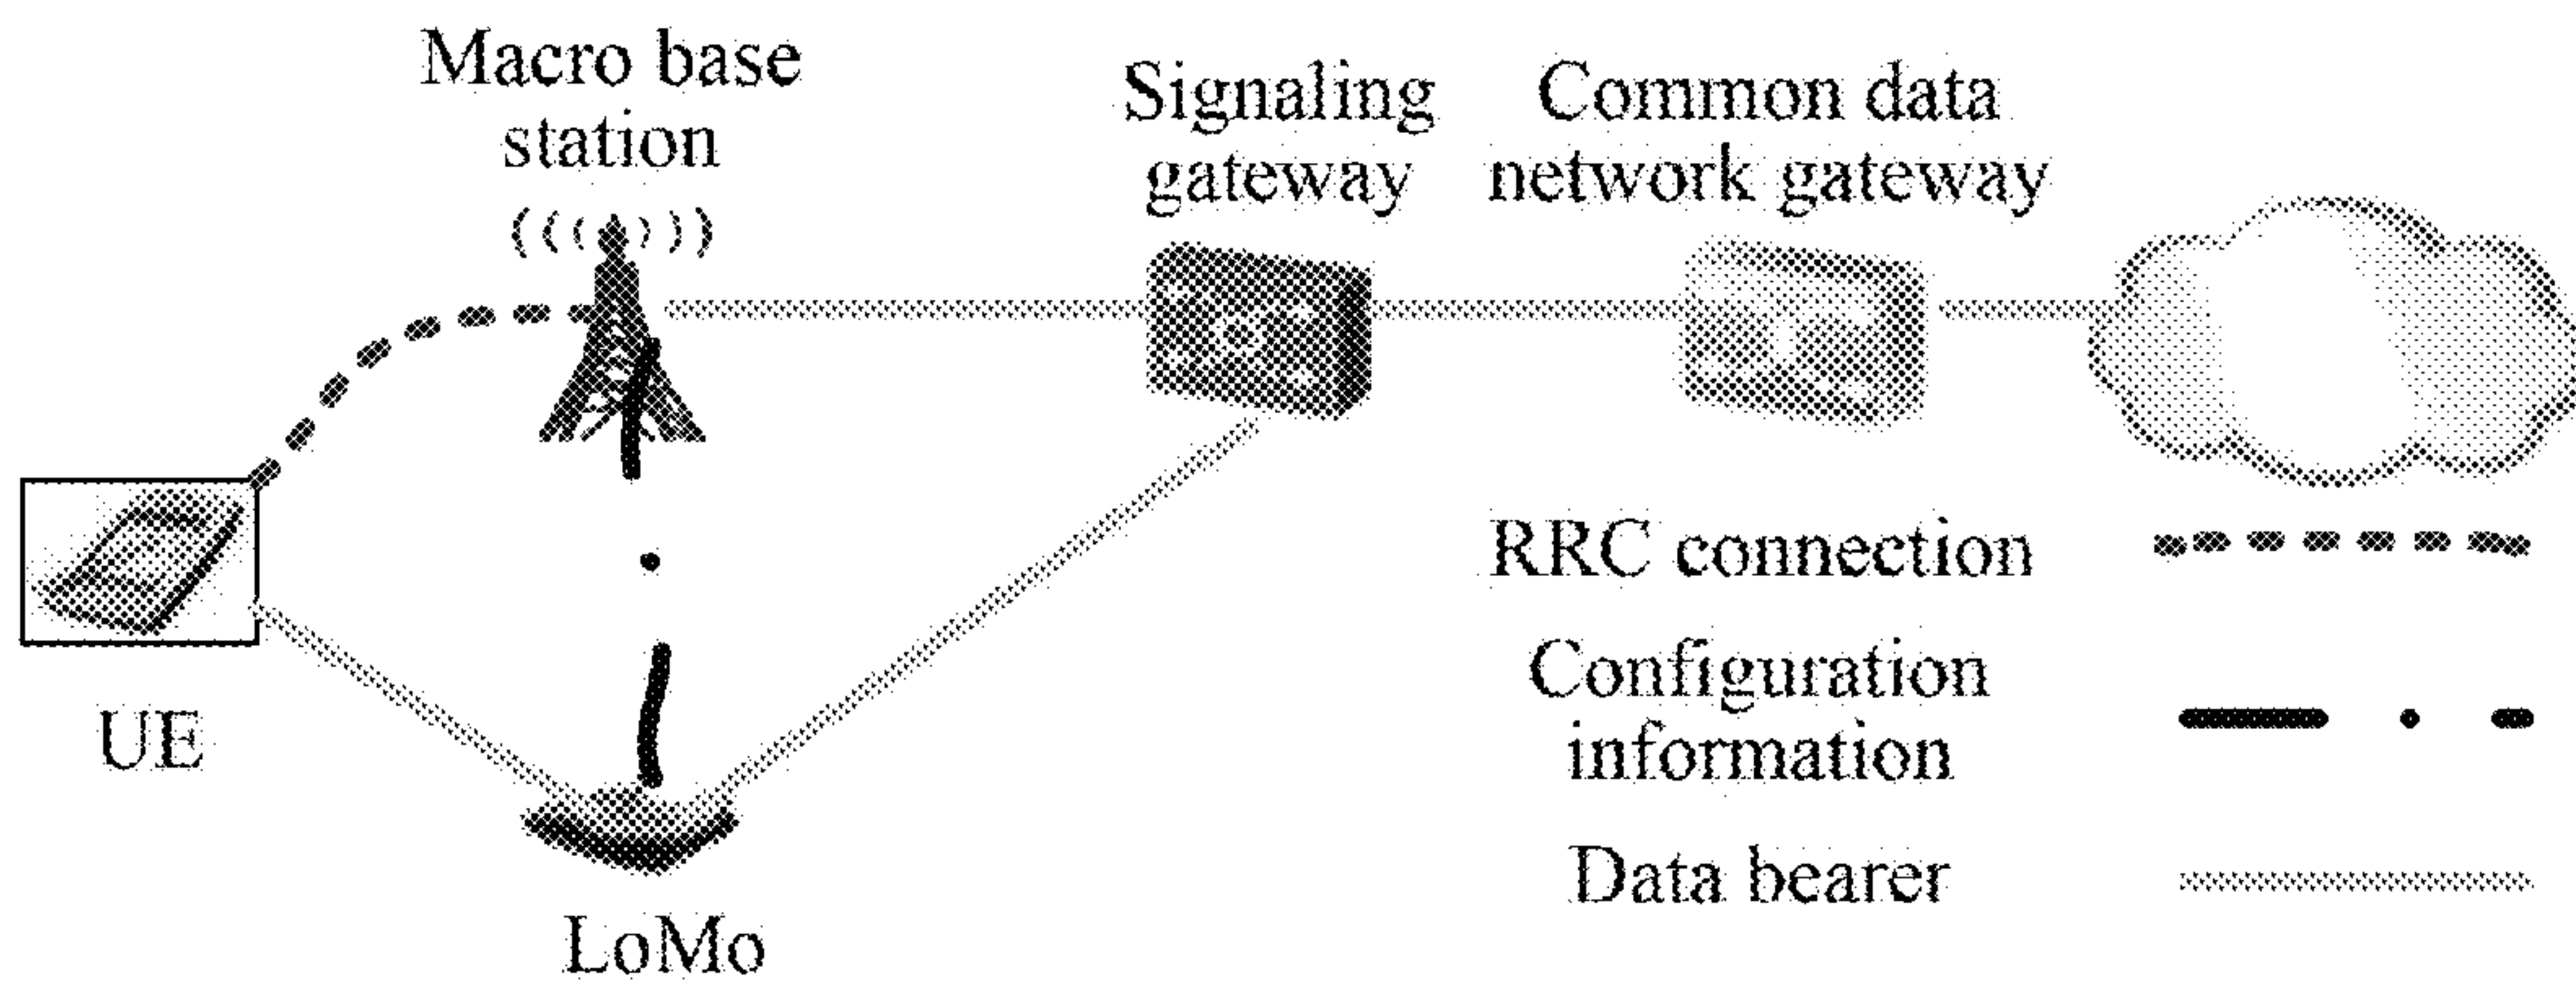 Macro base
station
Signaling
gateway
Common data
network gateway
UE
LoMo
RRC connection
Configuration
information
Data bearer